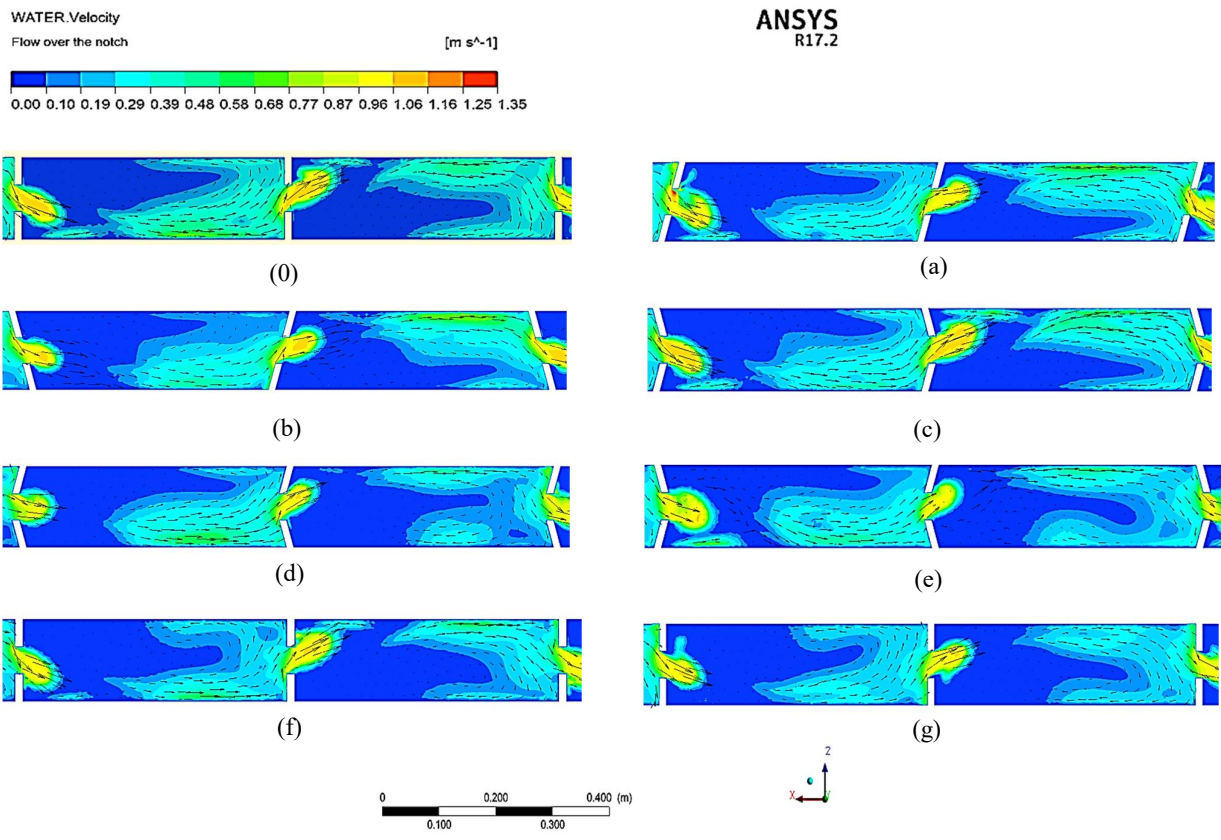 WATER.Velocity
Flow over the notch
[m s^-1]
0.00 0.10 0.19 0.29 0.39 0.48 0.58 0.68 0.77 0.87 0.96 1.06 1.16 1.25 1.35
ANSYS
R17.2
(0)
(a)
(b)
(c)
(d)
(e)
(f)
(g)
0 0.200 0.400 (m)
0.100 0.300
Z
X
Y